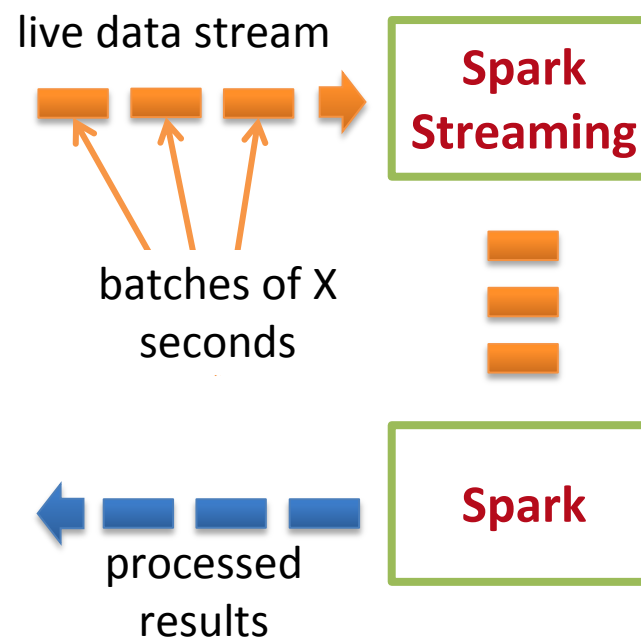 live data stream
Spark
Streaming
batches of X
seconds
Spark
processed
results